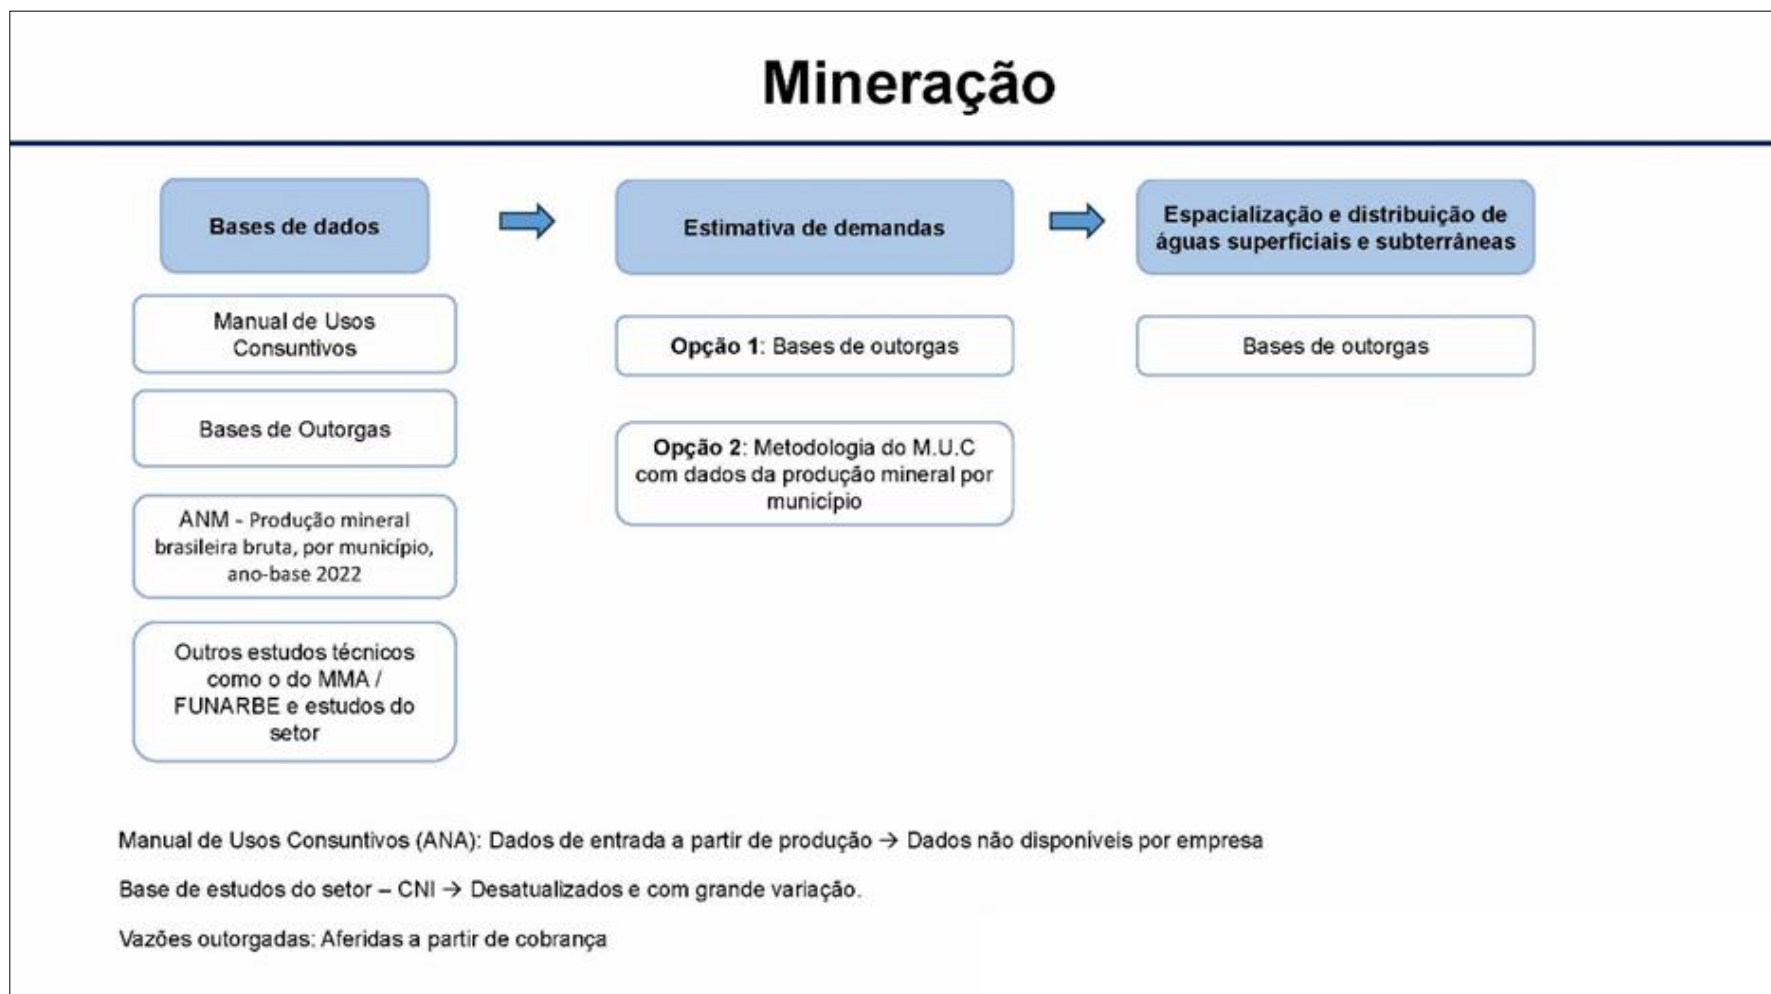 Mineração
Bases de dados
Manual de Usos
Consuntivos
Bases de Outorgas
ANM - Produção mineral
brasileira bruta, por município,
ano-base 2022
Outros estudos técnicos
como o do MMA /
FUNARBE e estudos do
setor
Estimativa de demandas
Opção 1: Bases de outorgas
Opção 2: Metodologia do M.U.C
com dados da produção mineral por
município
Espacialização e distribuição de
águas superficiais e subterrâneas
Bases de outorgas
Manual de Usos Consuntivos (ANA): Dados de entrada a partir de produção → Dados não disponíveis por empresa
Base de estudos do setor – CNI → Desatualizados e com grande variação.
Vazões outorgadas: Aferidas a partir de cobrança